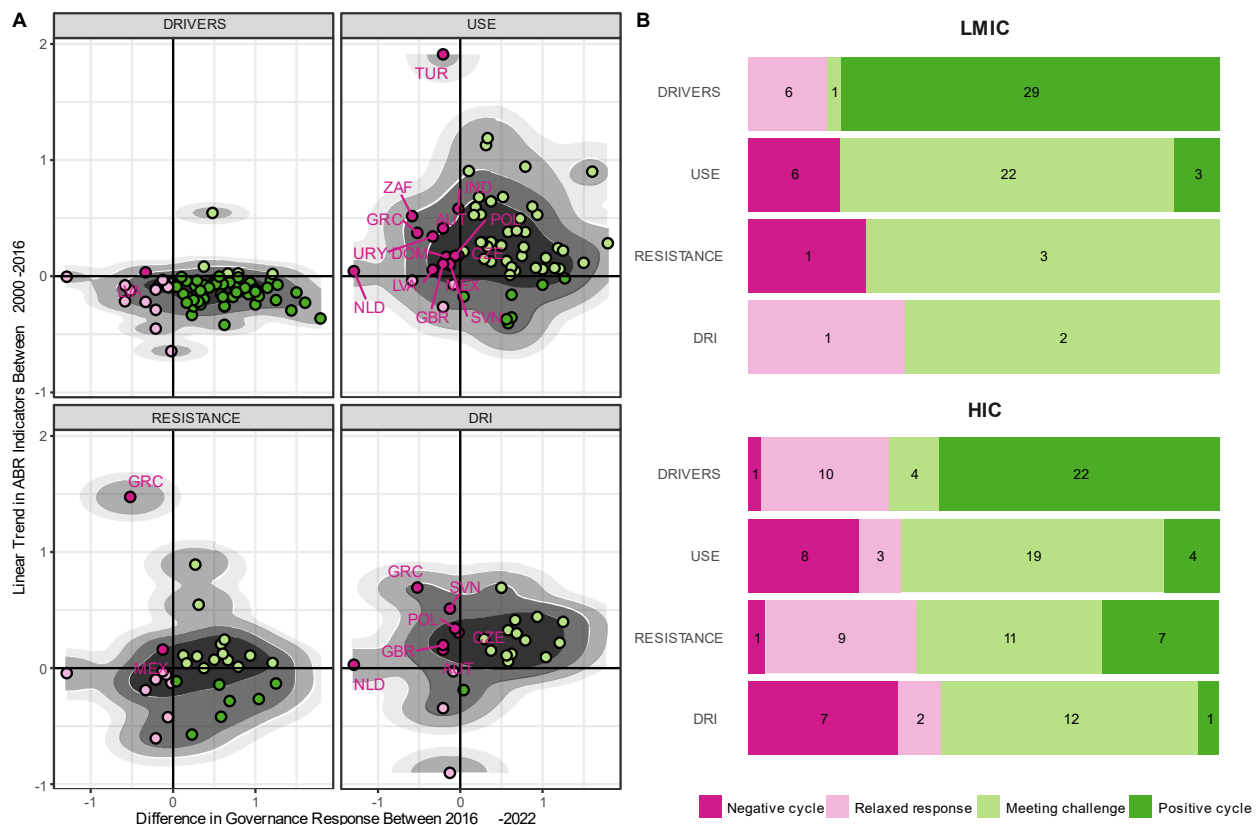 A
B
DRIVERS
USE
2
1
0
-1
TUR
ZAF
IND
GRC
AUT
POL
URY
DOM
CZE
LVA
MEX
NLD
GBR
SVN
RESISTANCE
DRI
2
1
0
-1
GRC
MEX
GRC
SVN
POL
CZE
GBR
AUT
NLD
-1
0
1
-1
0
1
Linear Trend in ABR Indicators Between 2000 -2016
Difference in Governance Response Between 2016 -2022
LMIC
DRIVERS
6
1
29
USE
6
22
3
RESISTANCE
1
3
DRI
1
2
HIC
DRIVERS
1
10
4
22
USE
8
3
19
4
RESISTANCE
1
9
11
7
DRI
7
2
12
1
Negative cycle
Relaxed response
Meeting challenge
Positive cycle